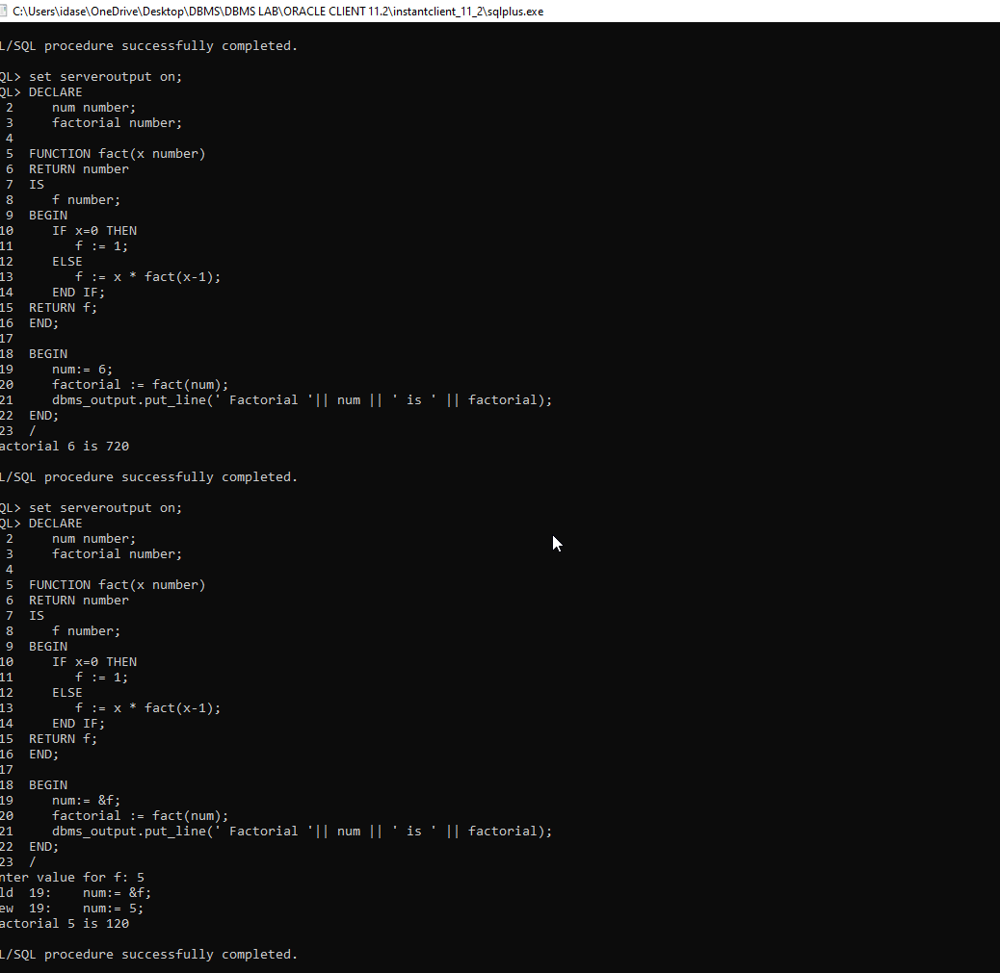 C:\Users\idase\OneDrive\Desktop\DBMS\DBMS LAB\ORACLE CLIENT 11.2\instantclient_11_2\sqlplus.exe
L/SQL procedure successfully completed.
QL> set serveroutput on;
QL> DECLARE
2     num number;
3     factorial number;
4
5  FUNCTION fact(x number)
6  RETURN number
7  IS
8     f number;
9  BEGIN
10     IF x=0 THEN
11        f := 1;
12     ELSE
13        f := x * fact(x-1);
14     END IF;
15  RETURN f;
16  END;
17
18  BEGIN
19     num:= 6;
20     factorial := fact(num);
21     dbms_output.put_line(' Factorial '|| num || ' is ' || factorial);
22  END;
23  /
actorial 6 is 720
L/SQL procedure successfully completed.
QL> set serveroutput on;
QL> DECLARE
2     num number;
3     factorial number;
4
5  FUNCTION fact(x number)
6  RETURN number
7  IS
8     f number;
9  BEGIN
10     IF x=0 THEN
11        f := 1;
12     ELSE
13        f := x * fact(x-1);
14     END IF;
15  RETURN f;
16  END;
17
18  BEGIN
19     num:= &f;
20     factorial := fact(num);
21     dbms_output.put_line(' Factorial '|| num || ' is ' || factorial);
22  END;
23  /
nter value for f: 5
ld  19:    num:= &f;
ew  19:    num:= 5;
actorial 5 is 120
L/SQL procedure successfully completed.